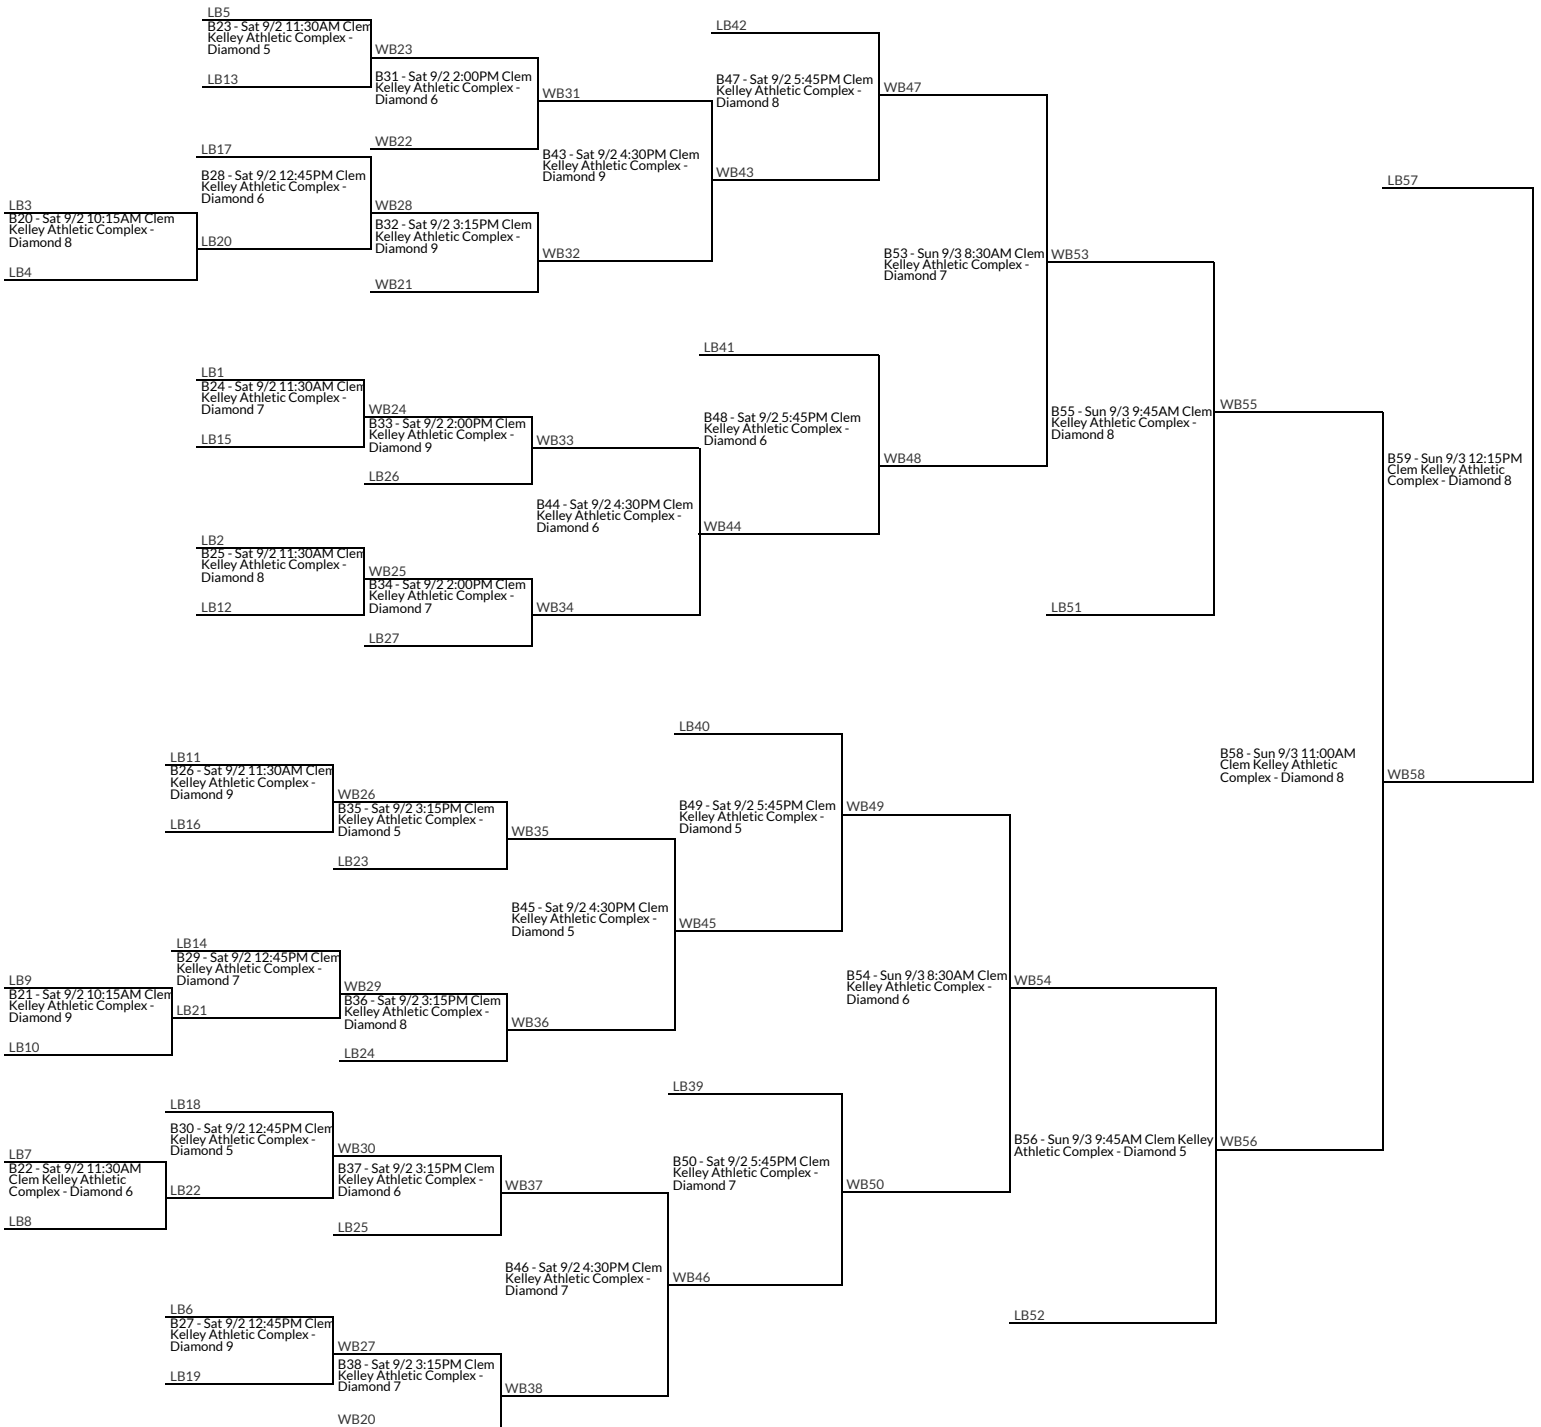 LB5
B23 - Sat 9/2 11:30AM Clem
Kelley Athletic Complex -
Diamond 5
LB13
WB23
B31 - Sat 9/2 2:00PM Clem
Kelley Athletic Complex -
Diamond 6
WB22
WB31
LB17
B28 - Sat 9/2 12:45PM Clem
Kelley Athletic Complex -
Diamond 6
LB3
B20 - Sat 9/2 10:15AM Clem
Kelley Athletic Complex -
Diamond 8
LB4
LB20
WB28
B32 - Sat 9/2 3:15PM Clem
Kelley Athletic Complex -
Diamond 9
WB21
WB32
B43 - Sat 9/2 4:30PM Clem
Kelley Athletic Complex -
Diamond 9
LB42
B47 - Sat 9/2 5:45PM Clem
Kelley Athletic Complex -
Diamond 8
WB43
WB47
LB1
B24 - Sat 9/2 11:30AM Clem
Kelley Athletic Complex -
Diamond 7
LB15
WB24
B33 - Sat 9/2 2:00PM Clem
Kelley Athletic Complex -
Diamond 9
LB26
WB33
LB2
B25 - Sat 9/2 11:30AM Clem
Kelley Athletic Complex -
Diamond 8
LB12
WB25
B34 - Sat 9/2 2:00PM Clem
Kelley Athletic Complex -
Diamond 7
LB27
WB34
B44 - Sat 9/2 4:30PM Clem
Kelley Athletic Complex -
Diamond 6
LB41
B48 - Sat 9/2 5:45PM Clem
Kelley Athletic Complex -
Diamond 6
WB44
WB48
B53 - Sun 9/3 8:30AM Clem
Kelley Athletic Complex -
Diamond 7
WB53
B55 - Sun 9/3 9:45AM Clem
Kelley Athletic Complex -
Diamond 8
LB51
WB55
LB57
B59 - Sun 9/3 12:15PM
Clem Kelley Athletic
Complex - Diamond 8
B58 - Sun 9/3 11:00AM
Clem Kelley Athletic
Complex - Diamond 8
WB58
LB11
B26 - Sat 9/2 11:30AM Clem
Kelley Athletic Complex -
Diamond 9
LB16
WB26
B35 - Sat 9/2 3:15PM Clem
Kelley Athletic Complex -
Diamond 5
LB23
WB35
LB14
B29 - Sat 9/2 12:45PM Clem
Kelley Athletic Complex -
Diamond 7
LB9
B21 - Sat 9/2 10:15AM Clem
Kelley Athletic Complex -
Diamond 9
LB10
LB21
WB29
B36 - Sat 9/2 3:15PM Clem
Kelley Athletic Complex -
Diamond 8
LB24
WB36
B45 - Sat 9/2 4:30PM Clem
Kelley Athletic Complex -
Diamond 5
LB40
B49 - Sat 9/2 5:45PM Clem
Kelley Athletic Complex -
Diamond 5
WB45
WB49
LB18
B30 - Sat 9/2 12:45PM Clem
Kelley Athletic Complex -
Diamond 5
LB7
B22 - Sat 9/2 11:30AM
Clem Kelley Athletic
Complex - Diamond 6
LB8
LB22
WB30
B37 - Sat 9/2 3:15PM Clem
Kelley Athletic Complex -
Diamond 6
LB25
WB37
LB6
B27 - Sat 9/2 12:45PM Clem
Kelley Athletic Complex -
Diamond 9
LB19
WB27
B38 - Sat 9/2 3:15PM Clem
Kelley Athletic Complex -
Diamond 7
WB20
WB38
B46 - Sat 9/2 4:30PM Clem
Kelley Athletic Complex -
Diamond 7
LB39
B50 - Sat 9/2 5:45PM Clem
Kelley Athletic Complex -
Diamond 7
WB46
WB50
B54 - Sun 9/3 8:30AM Clem
Kelley Athletic Complex -
Diamond 6
WB54
B56 - Sun 9/3 9:45AM Clem Kelley
Athletic Complex - Diamond 5
LB52
WB56